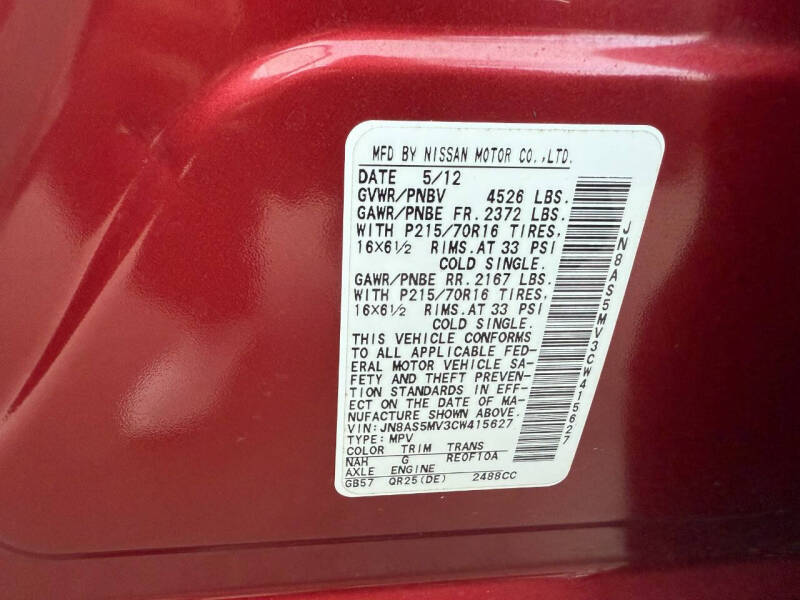 MFD BY NISSAN MOTOR CO.,LTD.
DATE 5/12
GVWR/PNBV 4526 LBS.
GAWR/PNBE FR. 2372 LBS.
WITH P215/70R16 TIRES,
16X6½ RIMS.AT 33 PSI
COLD SINGLE.
GAWR/PNBE RR. 2167 LBS.
WITH P215/70R16 TIRES,
16X6½ RIMS.AT 33 PSI
COLD SINGLE.
THIS VEHICLE CONFORMS
TO ALL APPLICABLE FED-
ERAL MOTOR VEHICLE SA-
FETY AND THEFT PREVEN-
TION STANDARDS IN EFF-
ECT ON THE DATE OF MA-
NUFACTURE SHOWN ABOVE.
VIN:JN8AS5MV3CW415627
TYPE:MPV
COLOR TRIM TRANS
NAH G RE0F10A
AXLE ENGINE
GB57 QR25(DE) 2488CC
JN8AS5MV3CW415627